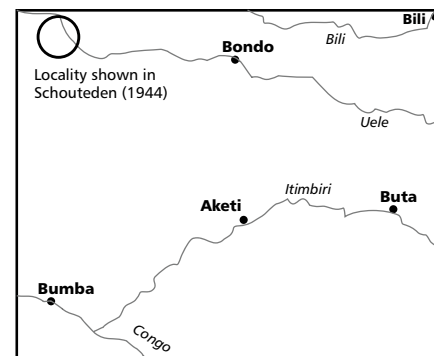 Bili
Bili
Bondo
Locality shown in
Schouteden (1944)
Uele
Itimbiri
Aketi
Buta
Bumba
Congo